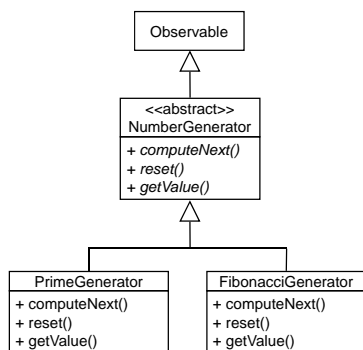 Observable
<<abstract>>
NumberGenerator
+ computeNext()
+ reset()
+ getValue()
PrimeGenerator
+ computeNext()
+ reset()
+ getValue()
FibonacciGenerator
+ computeNext()
+ reset()
+ getValue()